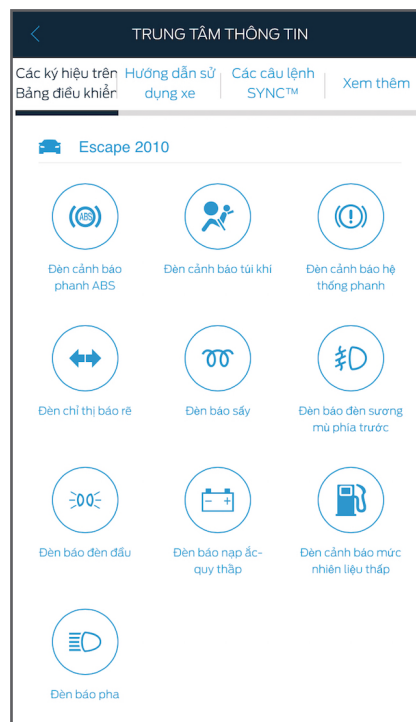 TRUNG TÂM THÔNG TIN
Các ký hiệu trên
Bảng điều khiển
Hướng dẫn sử
dụng xe
Các câu lệnh
SYNC™
Xem thêm
Escape 2010
ABS
Đèn cảnh báo
phanh ABS
Đèn cảnh báo túi khí
Đèn cảnh báo hệ
thống phanh
Đèn chỉ thị báo rẽ
Đèn báo sấy
Đèn báo đèn sương
mù phía trước
Đèn báo đèn đầu
Đèn báo nạp ắc-
quy thấp
Đèn cảnh báo mức
nhiên liệu thấp
Đèn báo pha